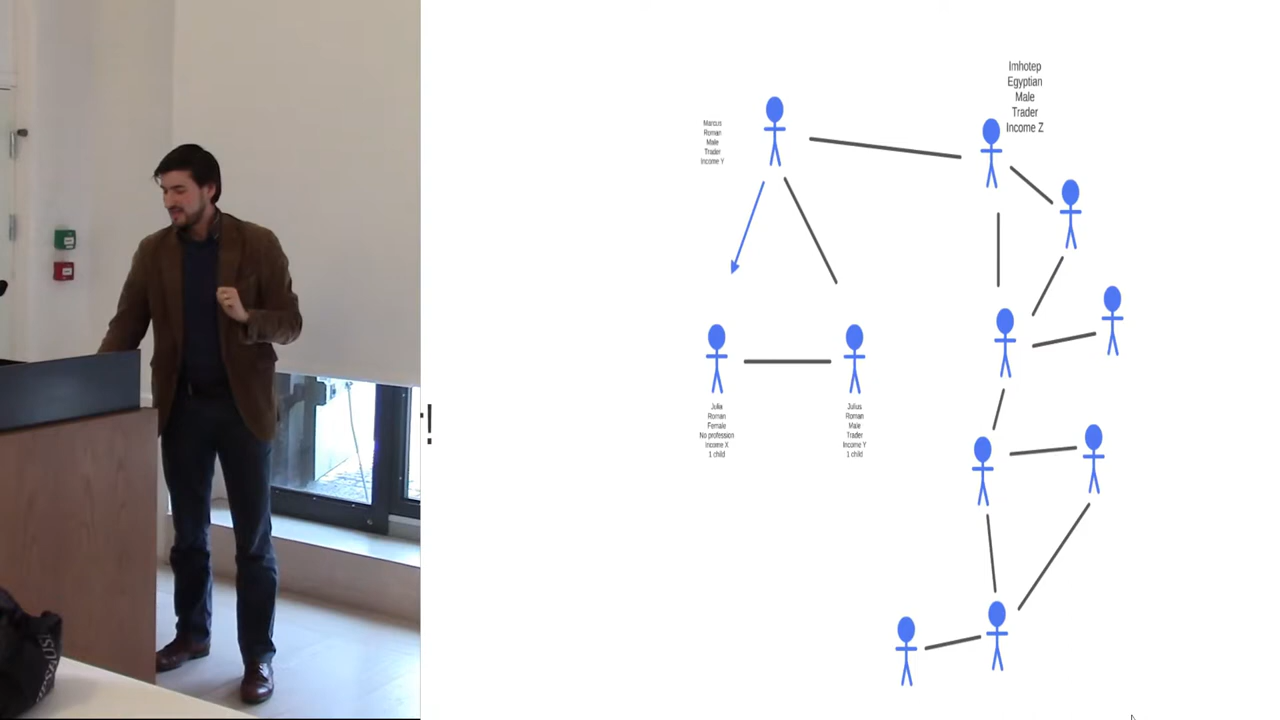 Imhotep
Egyptian
Male
Trader
Income Z
Marcus
Roman
Male
Trader
Income Y
Julia
Roman
Female
No profession
Income X
1 child
Julius
Roman
Male
Trader
Income Y
1 child
!